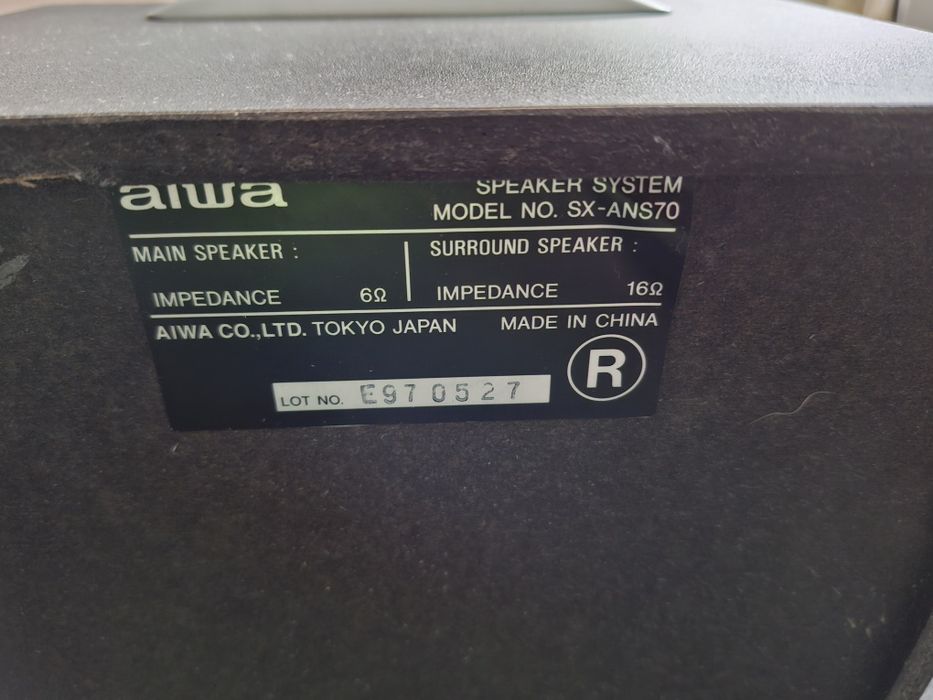 aiwa
SPEAKER SYSTEM
MODEL NO. SX-ANS70
MAIN SPEAKER :
IMPEDANCE 6Ω
SURROUND SPEAKER :
IMPEDANCE 16Ω
AIWA CO.,LTD. TOKYO JAPAN MADE IN CHINA
R
LOT NO. E970527